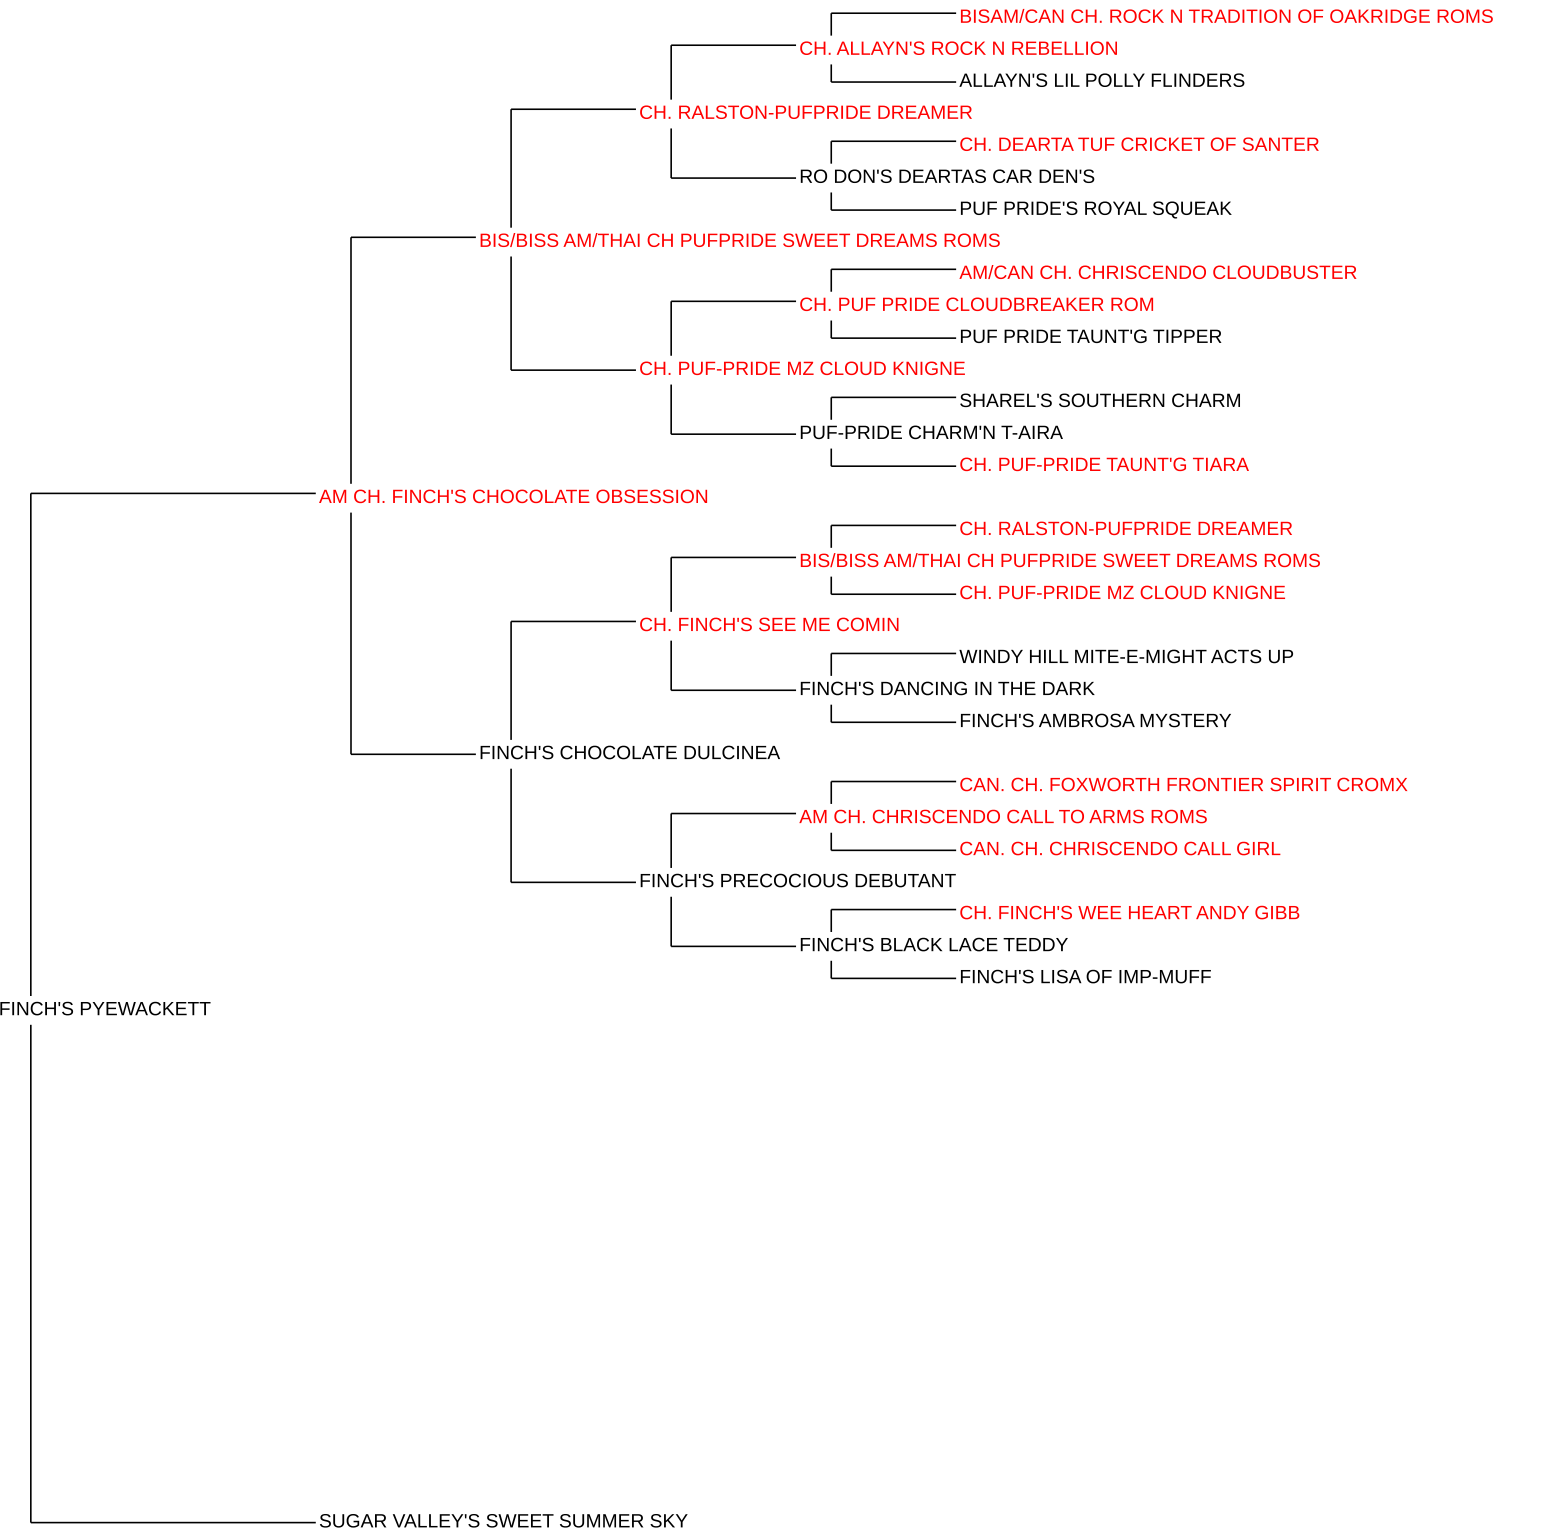 BISAM/CAN CH. ROCK N TRADITION OF OAKRIDGE ROMS
CH. ALLAYN'S ROCK N REBELLION
ALLAYN'S LIL POLLY FLINDERS
CH. RALSTON-PUFPRIDE DREAMER
CH. DEARTA TUF CRICKET OF SANTER
RO DON'S DEARTAS CAR DEN'S
PUF PRIDE'S ROYAL SQUEAK
BIS/BISS AM/THAI CH PUFPRIDE SWEET DREAMS ROMS
AM/CAN CH. CHRISCENDO CLOUDBUSTER
CH. PUF PRIDE CLOUDBREAKER ROM
PUF PRIDE TAUNT'G TIPPER
CH. PUF-PRIDE MZ CLOUD KNIGNE
SHAREL'S SOUTHERN CHARM
PUF-PRIDE CHARM'N T-AIRA
CH. PUF-PRIDE TAUNT'G TIARA
AM CH. FINCH'S CHOCOLATE OBSESSION
CH. RALSTON-PUFPRIDE DREAMER
BIS/BISS AM/THAI CH PUFPRIDE SWEET DREAMS ROMS
CH. PUF-PRIDE MZ CLOUD KNIGNE
CH. FINCH'S SEE ME COMIN
WINDY HILL MITE-E-MIGHT ACTS UP
FINCH'S DANCING IN THE DARK
FINCH'S AMBROSA MYSTERY
FINCH'S CHOCOLATE DULCINEA
CAN. CH. FOXWORTH FRONTIER SPIRIT CROMX
AM CH. CHRISCENDO CALL TO ARMS ROMS
CAN. CH. CHRISCENDO CALL GIRL
FINCH'S PRECOCIOUS DEBUTANT
CH. FINCH'S WEE HEART ANDY GIBB
FINCH'S BLACK LACE TEDDY
FINCH'S LISA OF IMP-MUFF
FINCH'S PYEWACKETT
SUGAR VALLEY'S SWEET SUMMER SKY